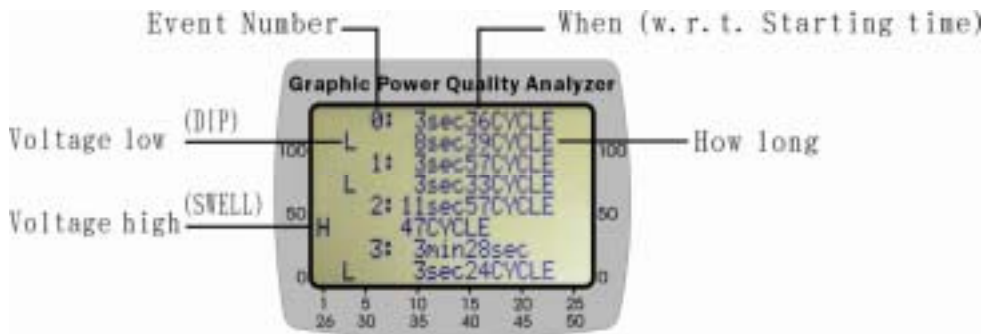 Event Number
When (w.r.t. Starting time)
Graphic Power Quality Analyzer
0: 3sec36CYCLE
L 8sec39CYCLE
1: 3sec57CYCLE
L 3sec33CYCLE
2: 11sec57CYCLE
H 47CYCLE
3: 3min28sec
L 3sec24CYCLE
Voltage low (DIP)
How long
Voltage high (SWELL)
100 100
50 50
0 0
1 5 10 15 20 25
26 30 35 40 45 50